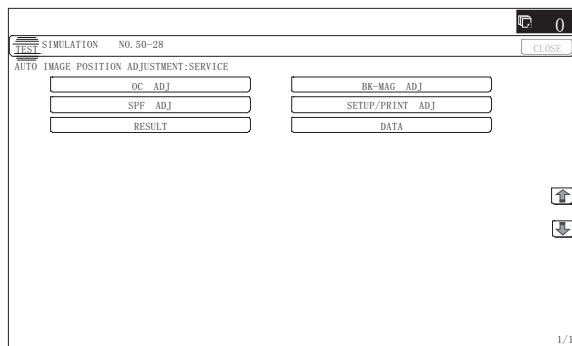 0
TEST SIMULATION NO.50-28 CLOSE
AUTO IMAGE POSITION ADJUSTMENT:SERVICE
OC ADJ BK-MAG ADJ
SPF ADJ SETUP/PRINT ADJ
RESULT DATA
1/1